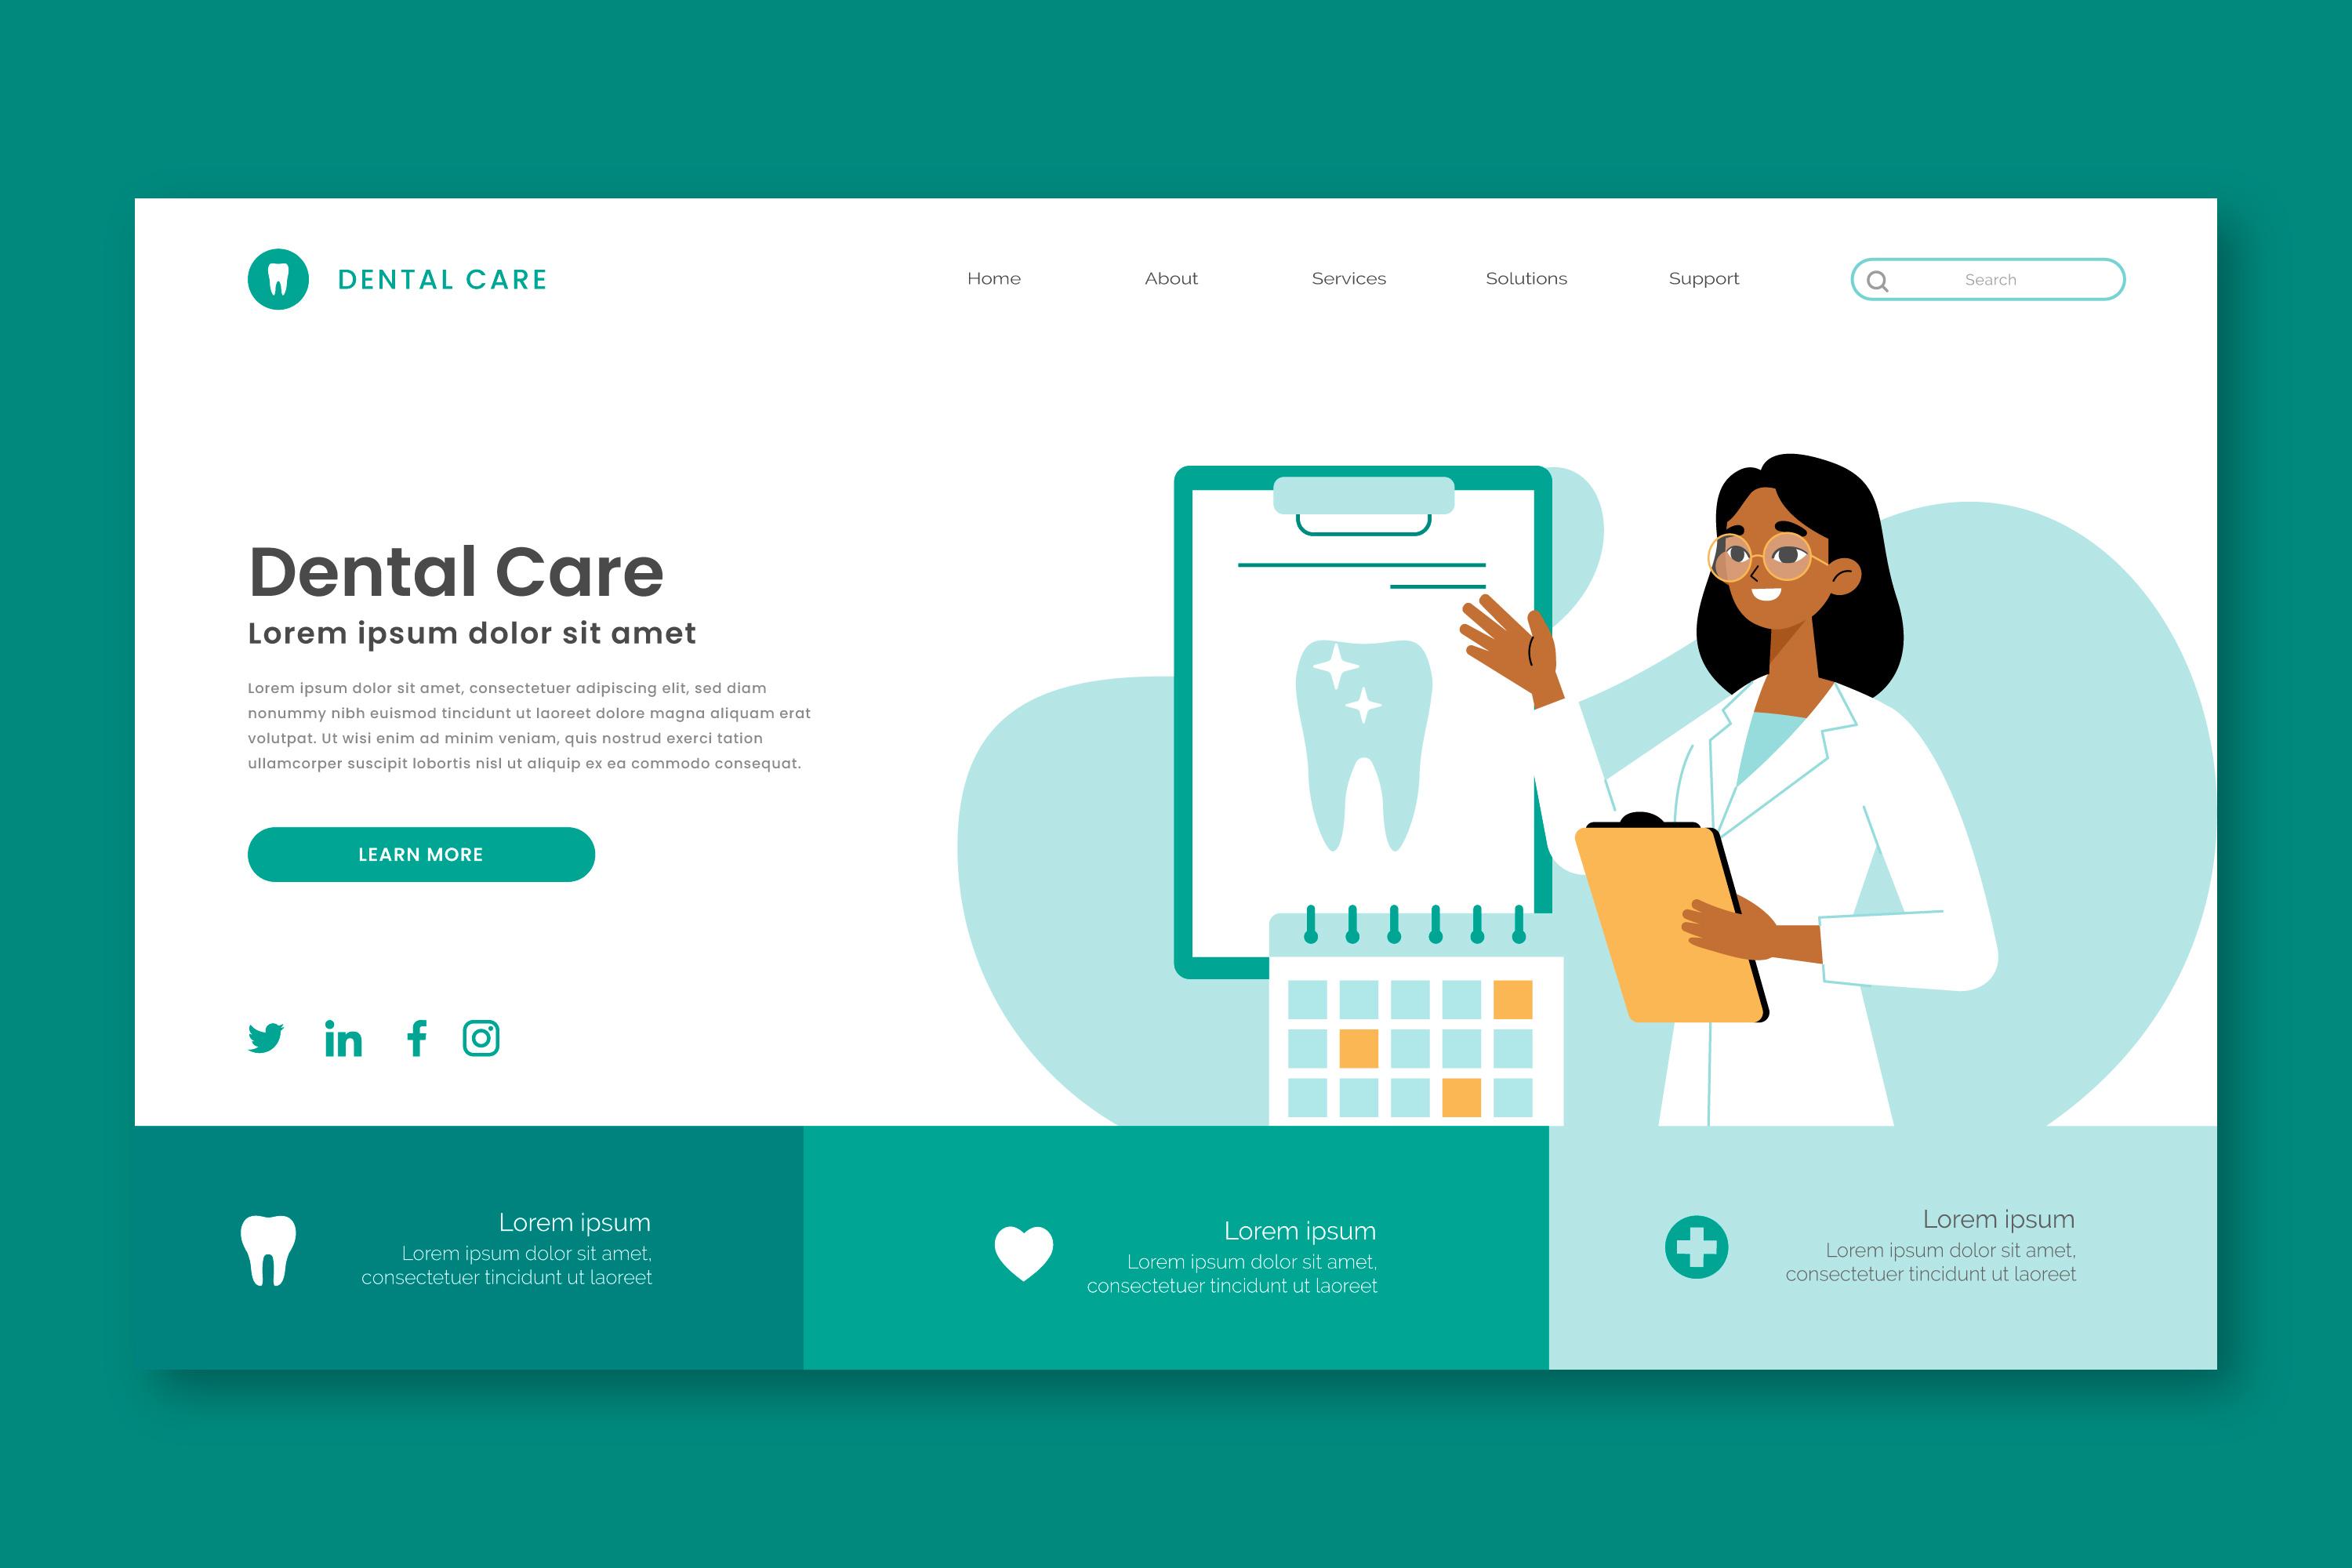 DENTAL CARE
Home About Services Solutions Support Search
Dental Care
Lorem ipsum dolor sit amet
Lorem ipsum dolor sit amet, consectetuer adipiscing elit, sed diam
nonummy nibh euismod tincidunt ut laoreet dolore magna aliquam erat
volutpat. Ut wisi enim ad minim veniam, quis nostrud exerci tation
ullamcorper suscipit lobortis nisl ut aliquip ex ea commodo consequat.
LEARN MORE
Lorem ipsum
Lorem ipsum dolor sit amet,
consectetuer tincidunt ut laoreet
Lorem ipsum
Lorem ipsum dolor sit amet,
consectetuer tincidunt ut laoreet
Lorem ipsum
Lorem ipsum dolor sit amet,
consectetuer tincidunt ut laoreet